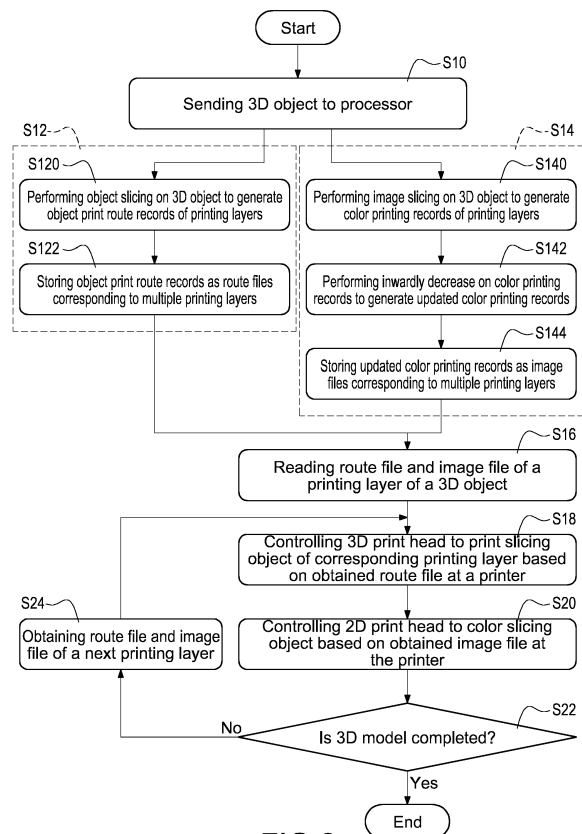 Start
S10
Sending 3D object to processor
S12
S14
S120
Performing object slicing on 3D object to generate
object print route records of printing layers
S140
Performing image slicing on 3D object to generate
color printing records of printing layers
S122
Storing object print route records as route files
corresponding to multiple printing layers
S142
Performing inwardly decrease on color printing
records to generate updated color printing records
S144
Storing updated color printing records as image
files corresponding to multiple printing layers
S16
Reading route file and image file of a
printing layer of a 3D object
S18
Controlling 3D print head to print slicing
object of corresponding printing layer based
on obtained route file at a printer
S24
Obtaining route file and image
file of a next printing layer
S20
Controlling 2D print head to color slicing
object based on obtained image file at
the printer
S22
Is 3D model completed?
No
Yes
End